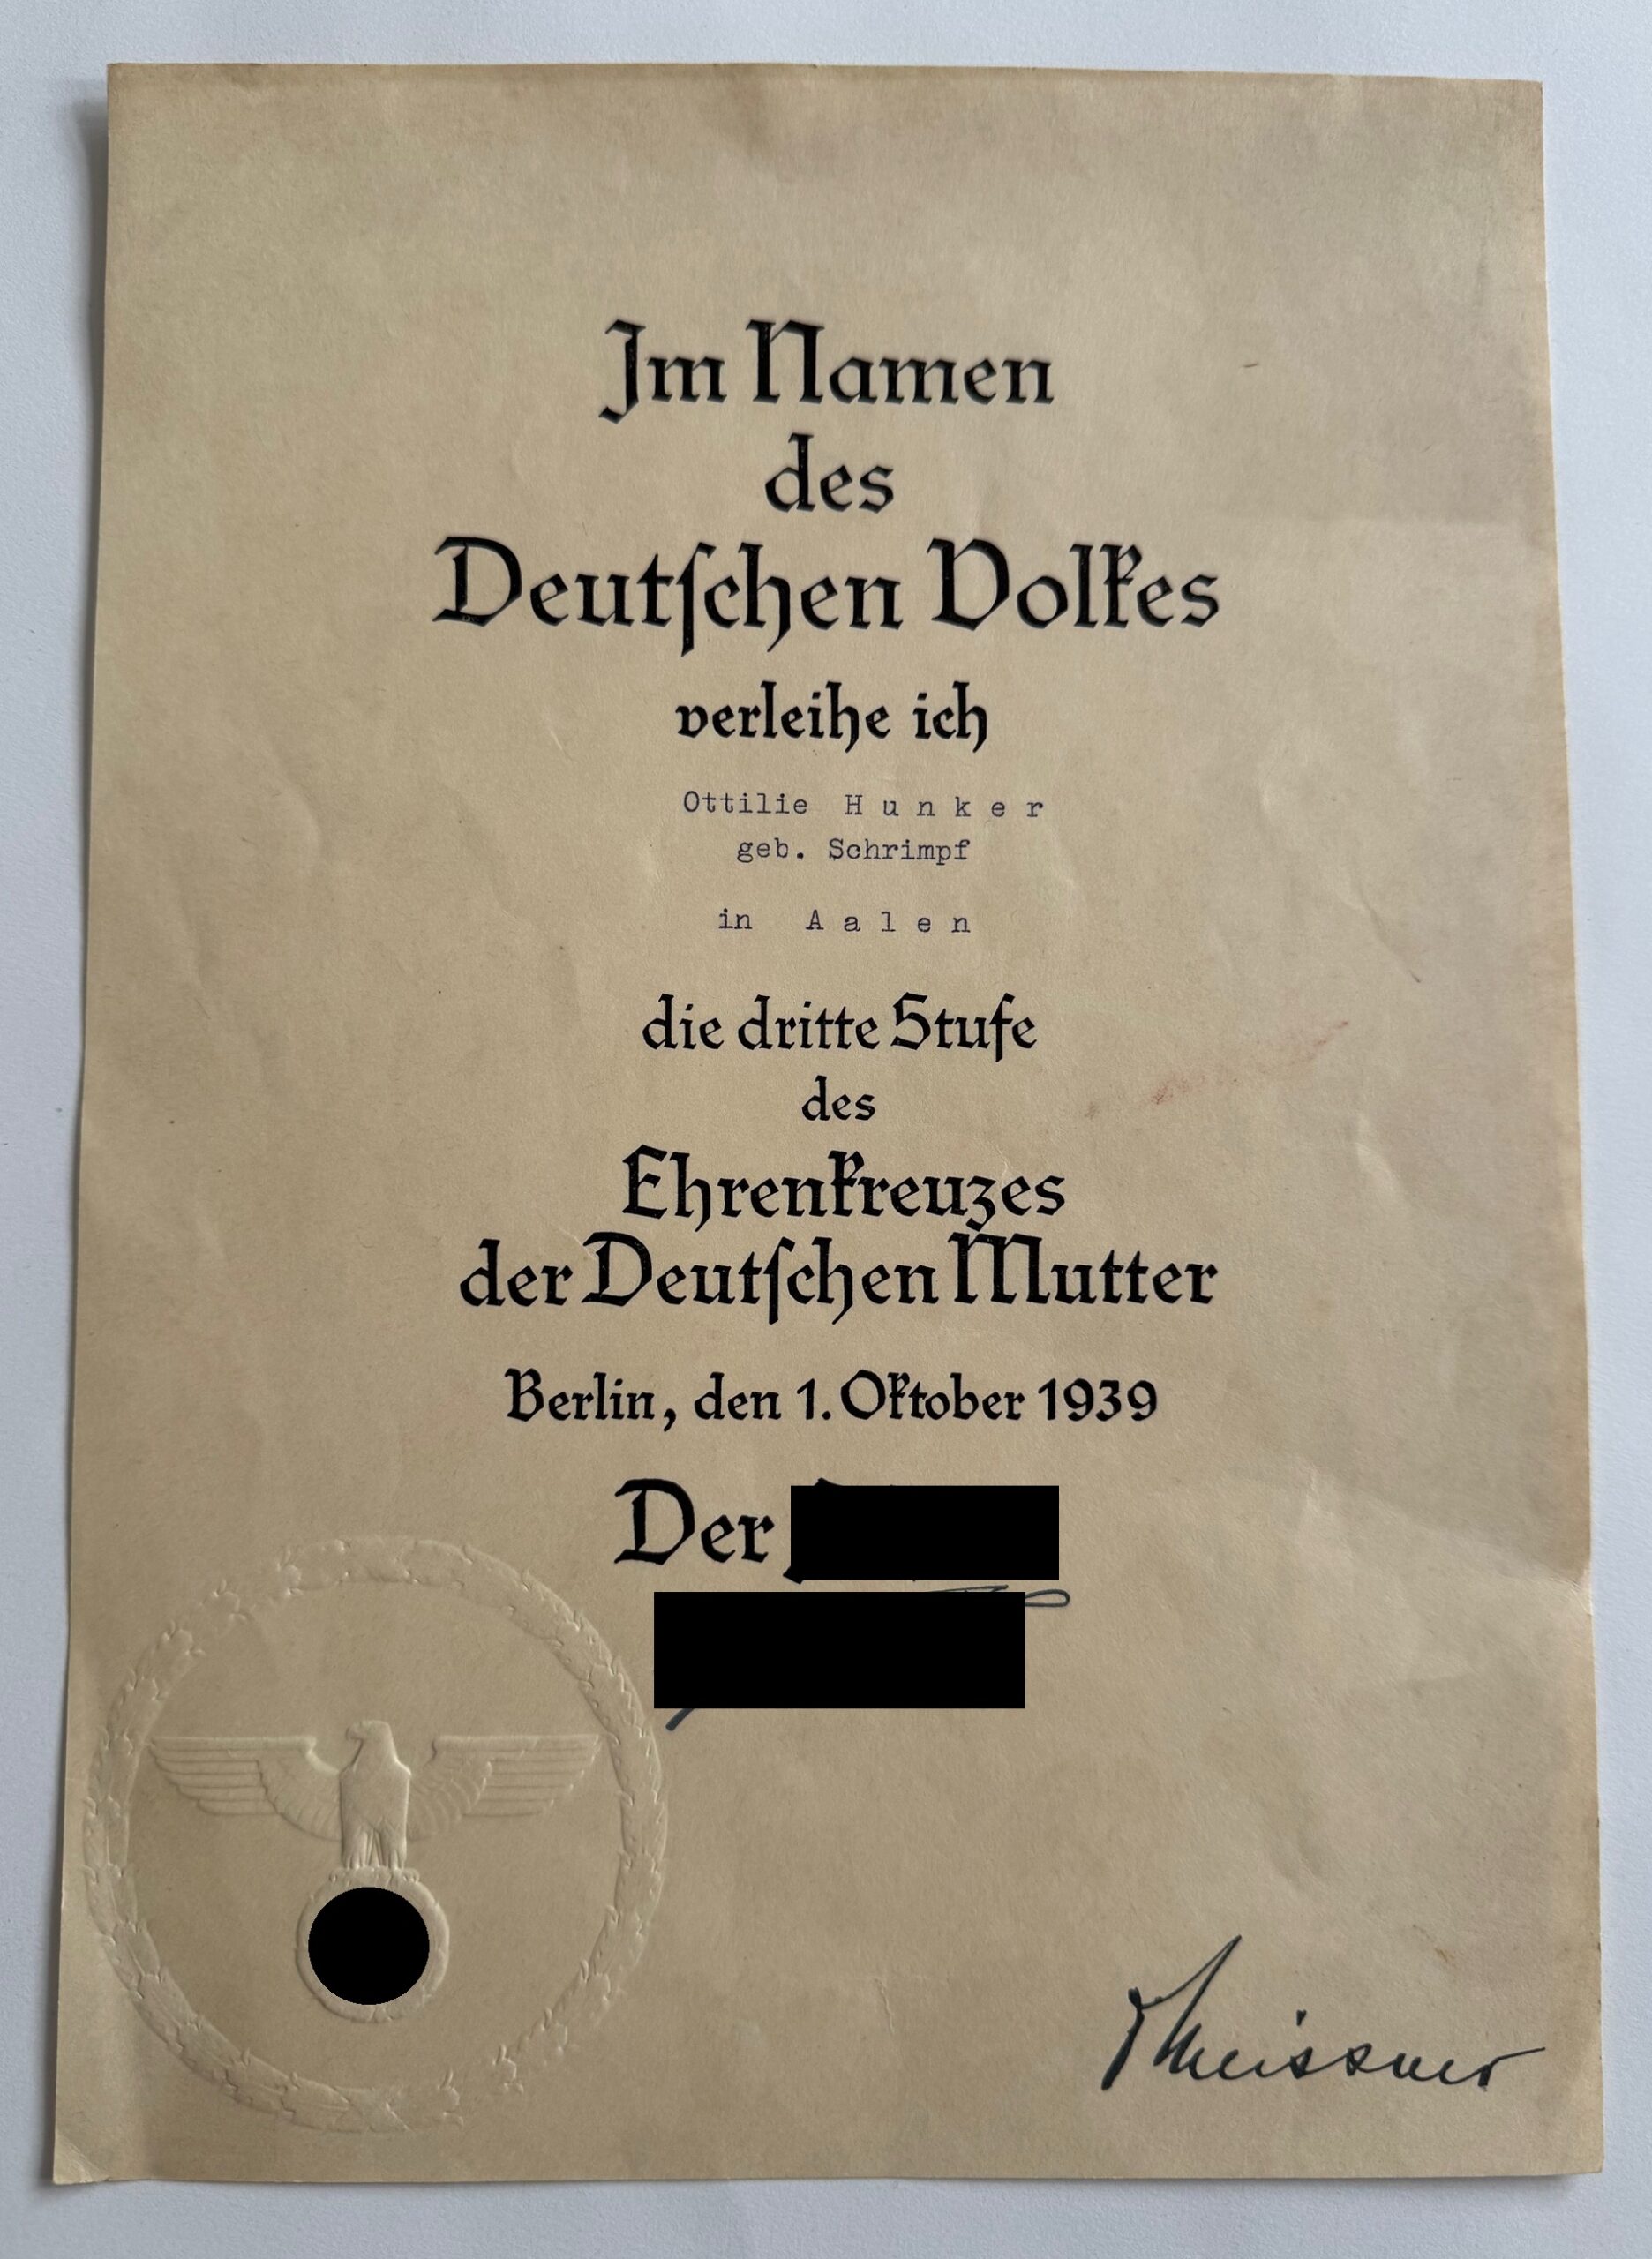 Im Namen
des
Deutschen Volkes
verleihe ich
Ottilie Hunker
geb. Schrimpf
in Aalen
die dritte Stufe
des
Ehrenkreuzes
der Deutschen Mutter
Berlin, den 1. Oktober 1939
Der
Meissner